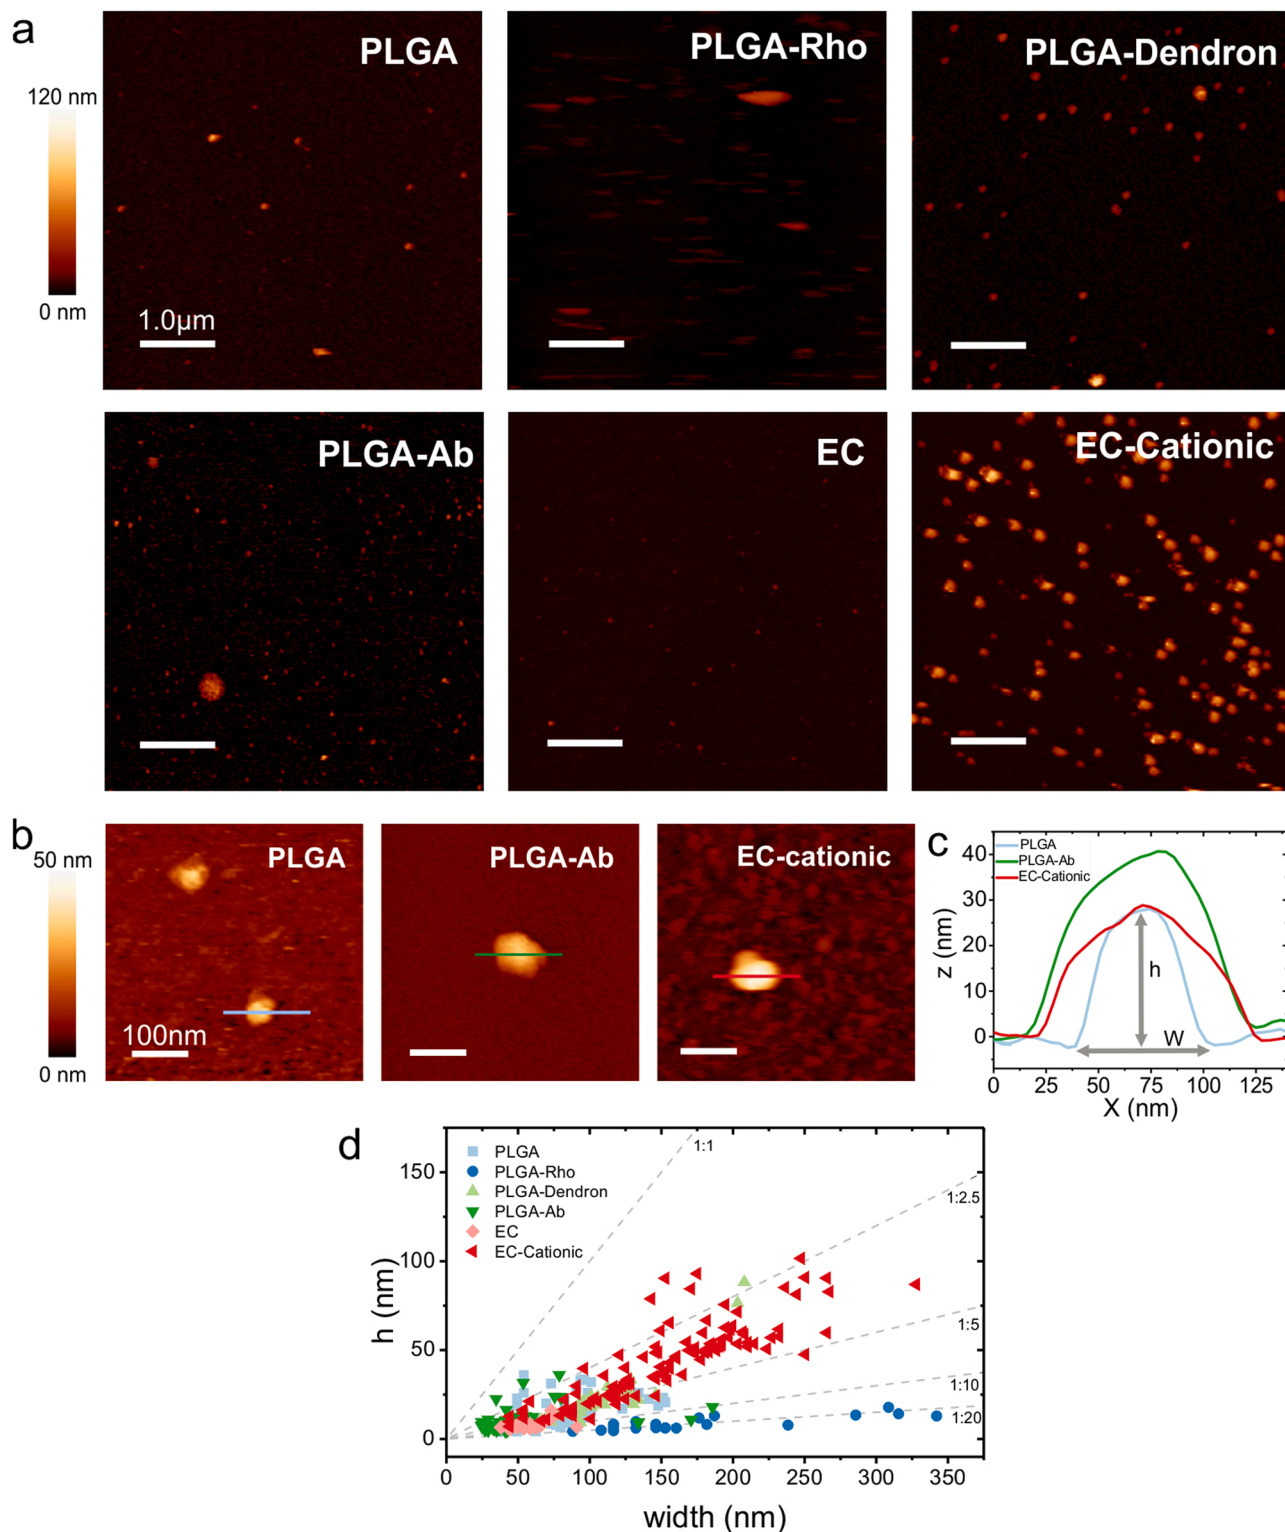 a
PLGA
PLGA-Rho
PLGA-Dendron
120 nm
0 nm
1.0μm
PLGA-Ab
EC
EC-Cationic
b
50 nm
0 nm
PLGA
100nm
PLGA-Ab
EC-cationic
c
PLGA
PLGA-Ab
EC-Cationic
40
30
20
10
0
z (nm)
h
W
0 25 50 75 100 125
X (nm)
d
PLGA
PLGA-Rho
PLGA-Dendron
PLGA-Ab
EC
EC-Cationic
1:1
1:2.5
1:5
1:10
1:20
150
100
50
0
h (nm)
0 50 100 150 200 250 300 350
width (nm)